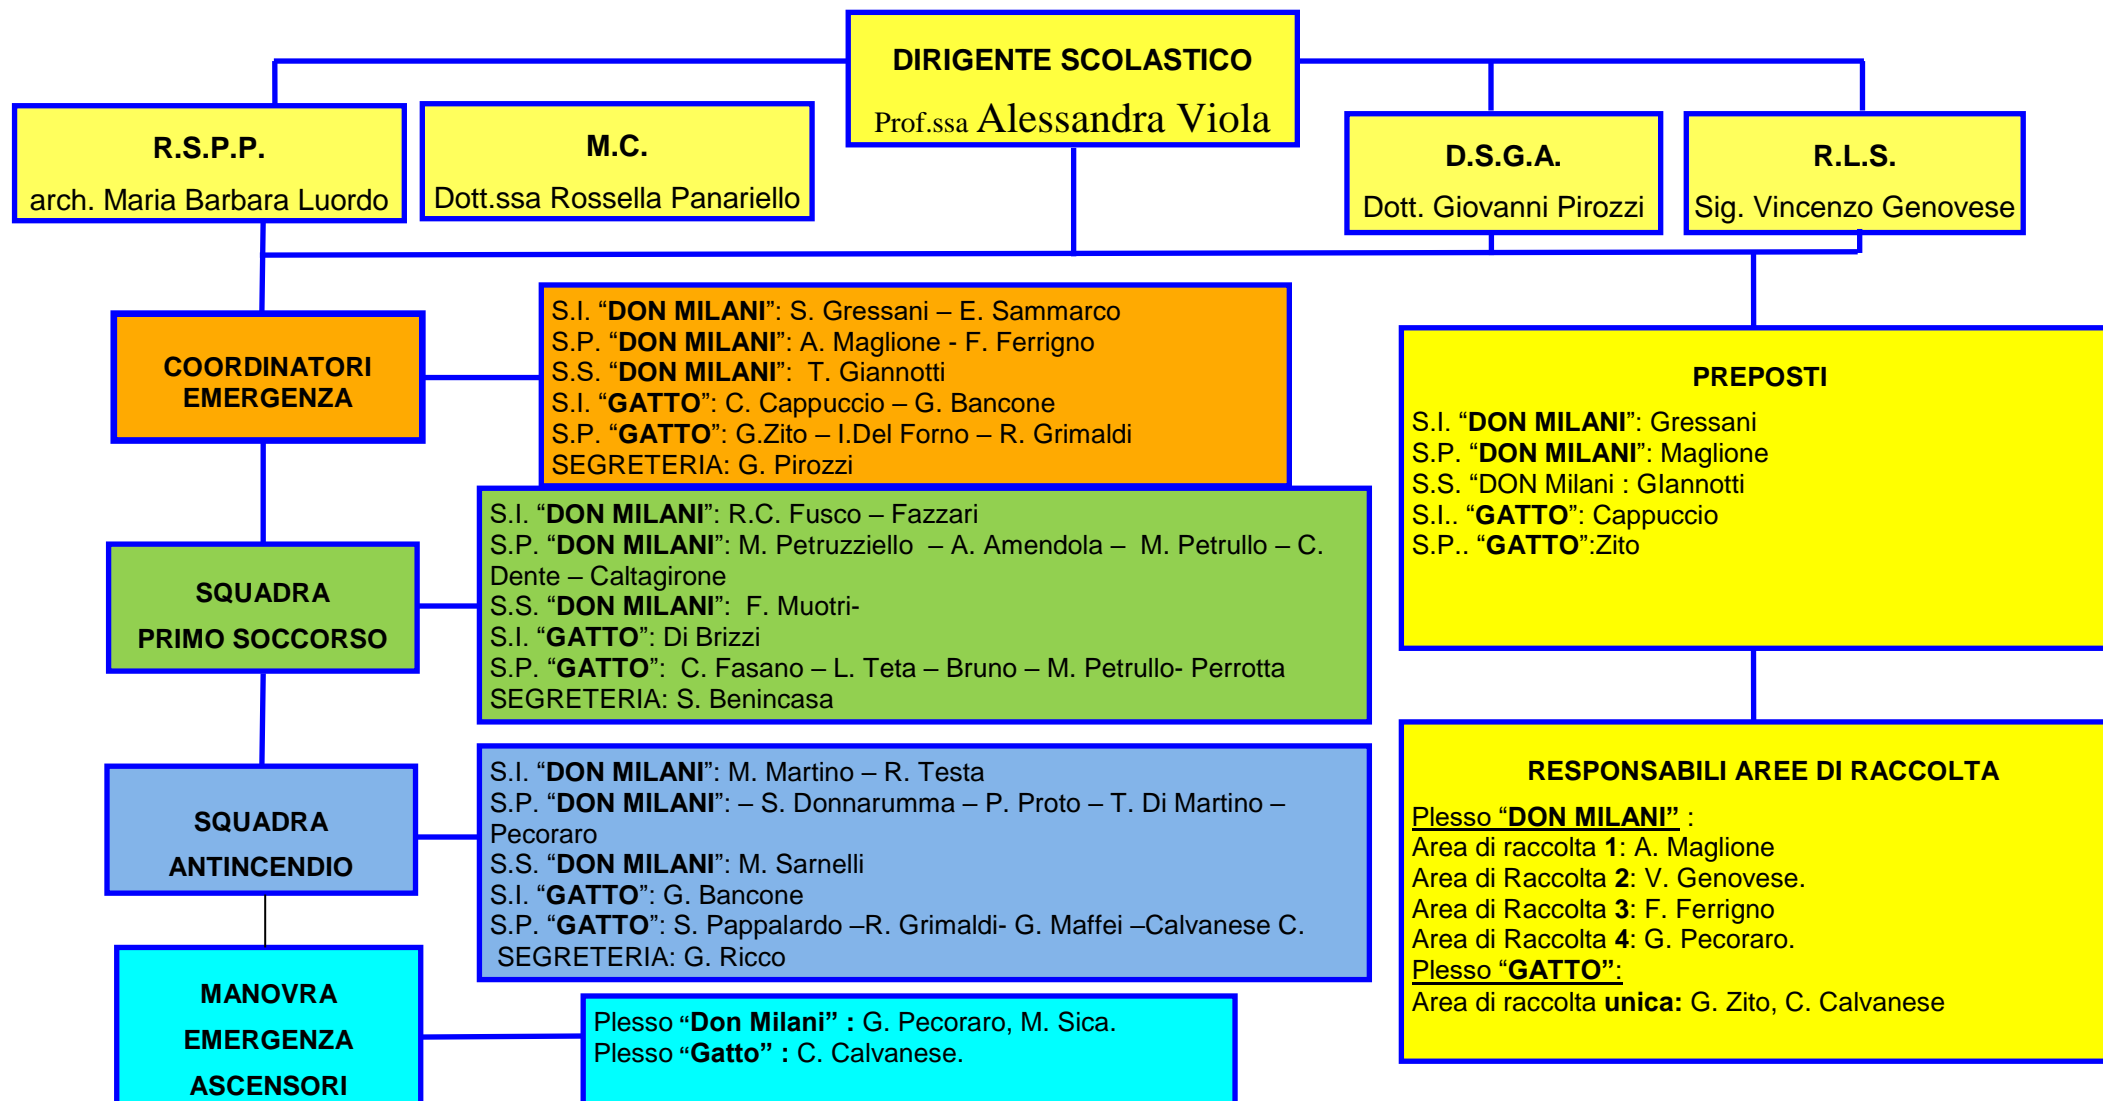 DIRIGENTE SCOLASTICO
Prof.ssa Alessandra Viola
R.S.P.P.
arch. Maria Barbara Luordo
M.C.
Dott.ssa Rossella Panariello
D.S.G.A.
Dott. Giovanni Pirozzi
R.L.S.
Sig. Vincenzo Genovese
COORDINATORI
EMERGENZA
S.I. “DON MILANI”: S. Gressani – E. Sammarco
S.P. “DON MILANI”: A. Maglione - F. Ferrigno
S.S. “DON MILANI”: T. Giannotti
S.I. “GATTO”: C. Cappuccio – G. Bancone
S.P. “GATTO”: G.Zito – I.Del Forno – R. Grimaldi
SEGRETERIA: G. Pirozzi
SQUADRA
PRIMO SOCCORSO
S.I. “DON MILANI”: R.C. Fusco – Fazzari
S.P. “DON MILANI”: M. Petruzziello – A. Amendola – M. Petrullo – C.
Dente – Caltagirone
S.S. “DON MILANI”: F. Muotri-
S.I. “GATTO”: Di Brizzi
S.P. “GATTO”: C. Fasano – L. Teta – Bruno – M. Petrullo- Perrotta
SEGRETERIA: S. Benincasa
SQUADRA
ANTINCENDIO
S.I. “DON MILANI”: M. Martino – R. Testa
S.P. “DON MILANI”: – S. Donnarumma – P. Proto – T. Di Martino –
Pecoraro
S.S. “DON MILANI”: M. Sarnelli
S.I. “GATTO”: G. Bancone
S.P. “GATTO”: S. Pappalardo –R. Grimaldi- G. Maffei –Calvanese C.
SEGRETERIA: G. Ricco
MANOVRA
EMERGENZA
ASCENSORI
Plesso “Don Milani” : G. Pecoraro, M. Sica.
Plesso “Gatto” : C. Calvanese.
PREPOSTI
S.I. “DON MILANI”: Gressani
S.P. “DON MILANI”: Maglione
S.S. “DON Milani : GIannotti
S.I.. “GATTO”: Cappuccio
S.P.. “GATTO”:Zito
RESPONSABILI AREE DI RACCOLTA
Plesso “DON MILANI” :
Area di raccolta 1: A. Maglione
Area di Raccolta 2: V. Genovese.
Area di Raccolta 3: F. Ferrigno
Area di Raccolta 4: G. Pecoraro.
Plesso “GATTO”:
Area di raccolta unica: G. Zito, C. Calvanese